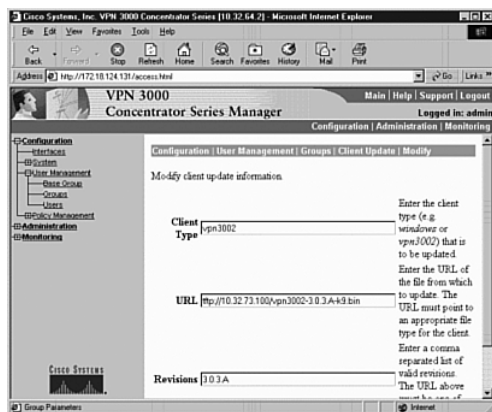 Cisco Systems, Inc. VPN 3000 Concentrator Series [10.32.64.2] - Microsoft Internet Explorer
File Edit View Favorites Tools Help
Back Forward Stop Refresh Home Search Favorites History Mail Print
Address http://172.18.124.131/access.html Go Links »
VPN 3000
Concentrator Series Manager
Main | Help | Support | Logout
Logged in: admin
Configuration | Administration | Monitoring
Configuration
Interfaces
System
User Management
Base Group
Groups
Users
Policy Management
Administration
Monitoring
CISCO SYSTEMS
Configuration | User Management | Groups | Client Update | Modify
Modify client update information.
Client Type
vpn3002
Enter the client
type (e.g.
windows or
vpn3002) that is
to be updated.
URL
tftp://10.32.73.100/vpn3002-3.0.3.A-k9.bin
Enter the URL of
the file from which
to update. The
URL must point to
an appropriate file
type for the client.
Revisions
3.0.3.A
Enter a comma
separated list of
valid revisions.
The URL above
must be one of
Group Parameters
Internet